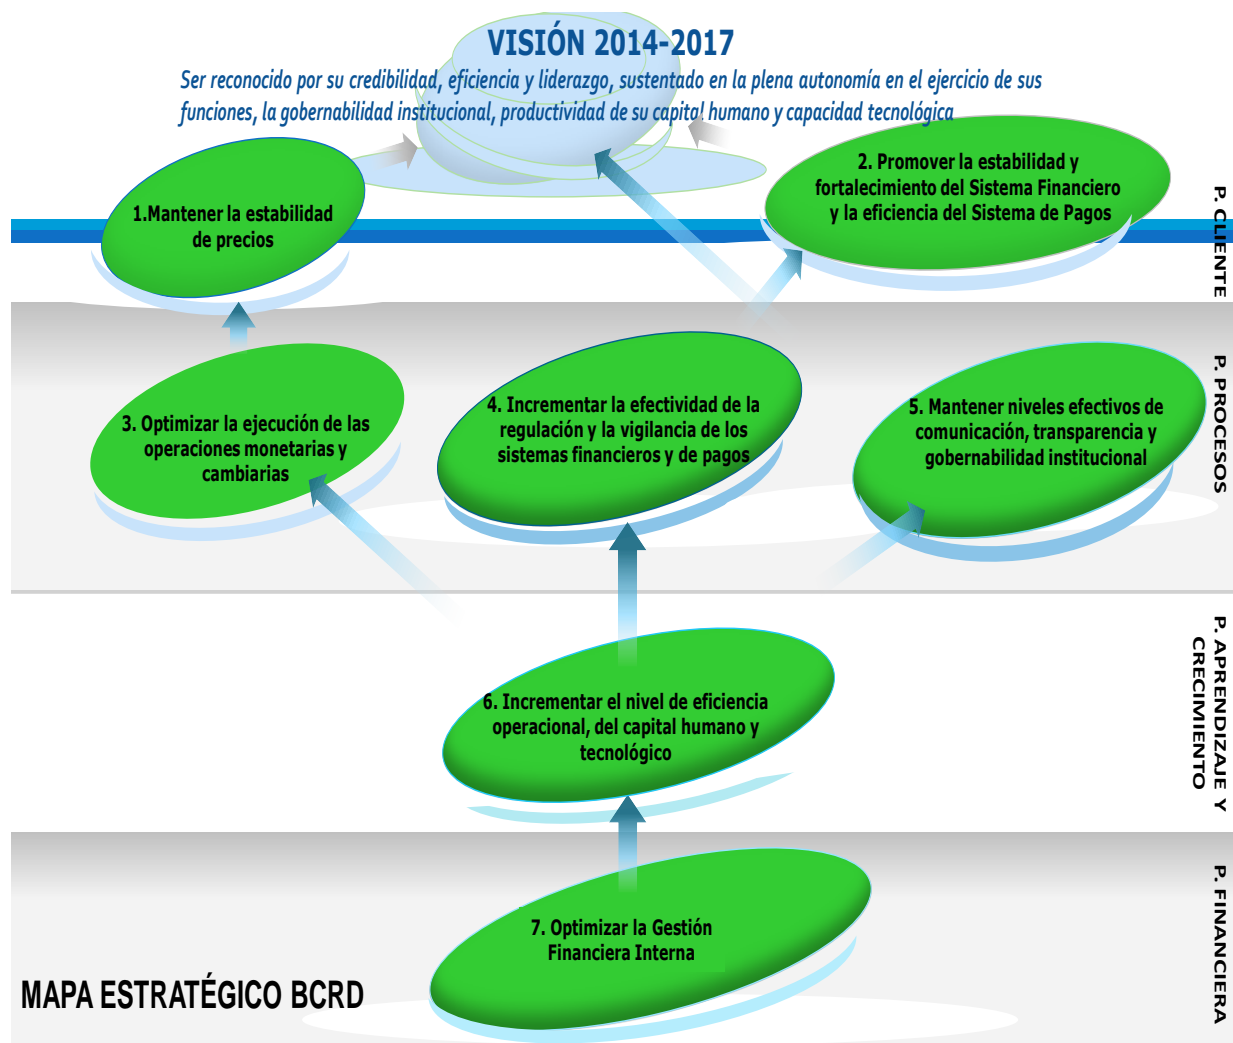 VISIÓN 2014-2017
Ser reconocido por su credibilidad, eficiencia y liderazgo, sustentado en la plena autonomía en el ejercicio de sus
funciones, la gobernabilidad institucional, productividad de su capital humano y capacidad tecnológica
1.Mantener la estabilidad
de precios
2. Promover la estabilidad y
fortalecimiento del Sistema Financiero
y la eficiencia del Sistema de Pagos
P. CLIENTE
3. Optimizar la ejecución de las
operaciones monetarias y
cambiarias
4. Incrementar la efectividad de la
regulación y la vigilancia de los
sistemas financieros y de pagos
5. Mantener niveles efectivos de
comunicación, transparencia y
gobernabilidad institucional
P. PROCESOS
6. Incrementar el nivel de eficiencia
operacional, del capital humano y
tecnológico
P. APRENDIZAJE Y
CRECIMIENTO
7. Optimizar la Gestión
Financiera Interna
P. FINANCIERA
MAPA ESTRATÉGICO BCRD